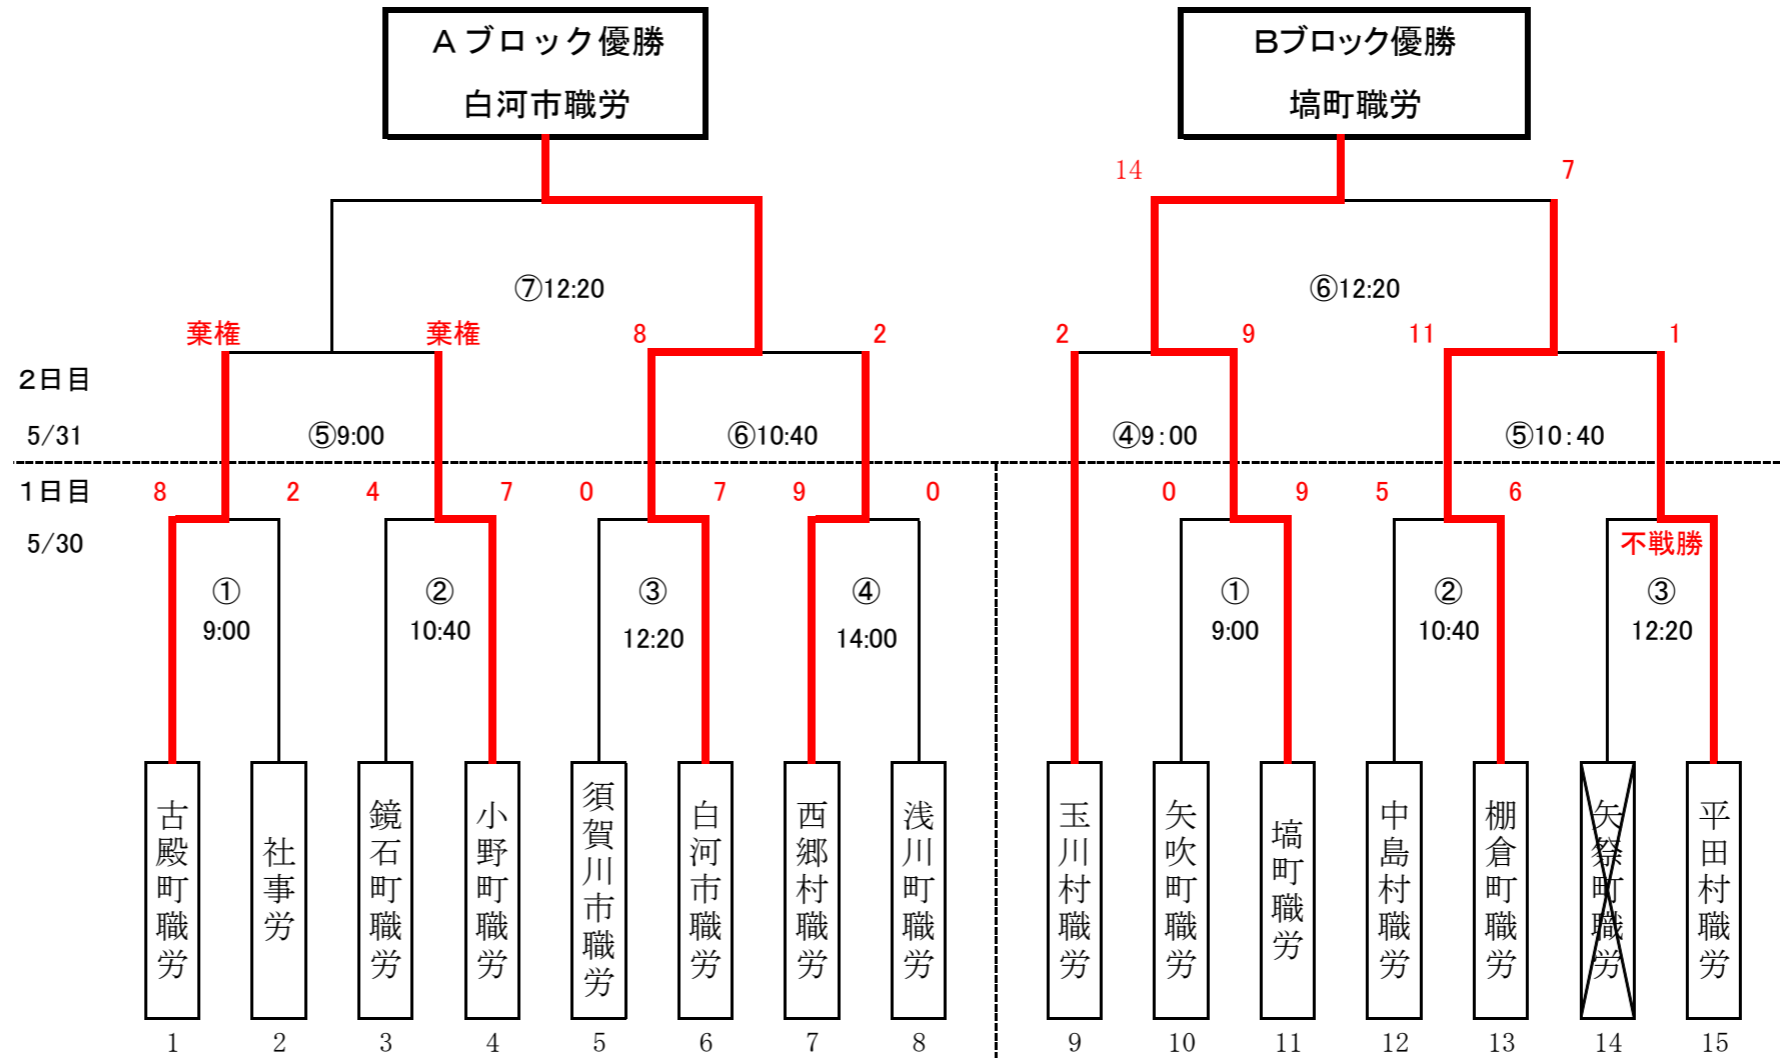 Aブロック優勝
白河市職労
Bブロック優勝
塙町職労
14
7
⑦12:20
⑥12:20
棄権
棄権
8
2
2
9
11
1
2日目
5/31
⑤9:00
⑥10:40
④9:00
⑤10:40
1日目
8
2
4
7
0
7
9
0
0
9
5
6
5/30
不戦勝
①
9:00
②
10:40
③
12:20
④
14:00
①
9:00
②
10:40
③
12:20
古殿町職労
社事労
鏡石町職労
小野町職労
須賀川市職労
白河市職労
西郷村職労
浅川町職労
玉川村職労
矢吹町職労
塙町職労
中島村職労
棚倉町職労
矢祭町職労
平田村職労
1
2
3
4
5
6
7
8
9
10
11
12
13
14
15